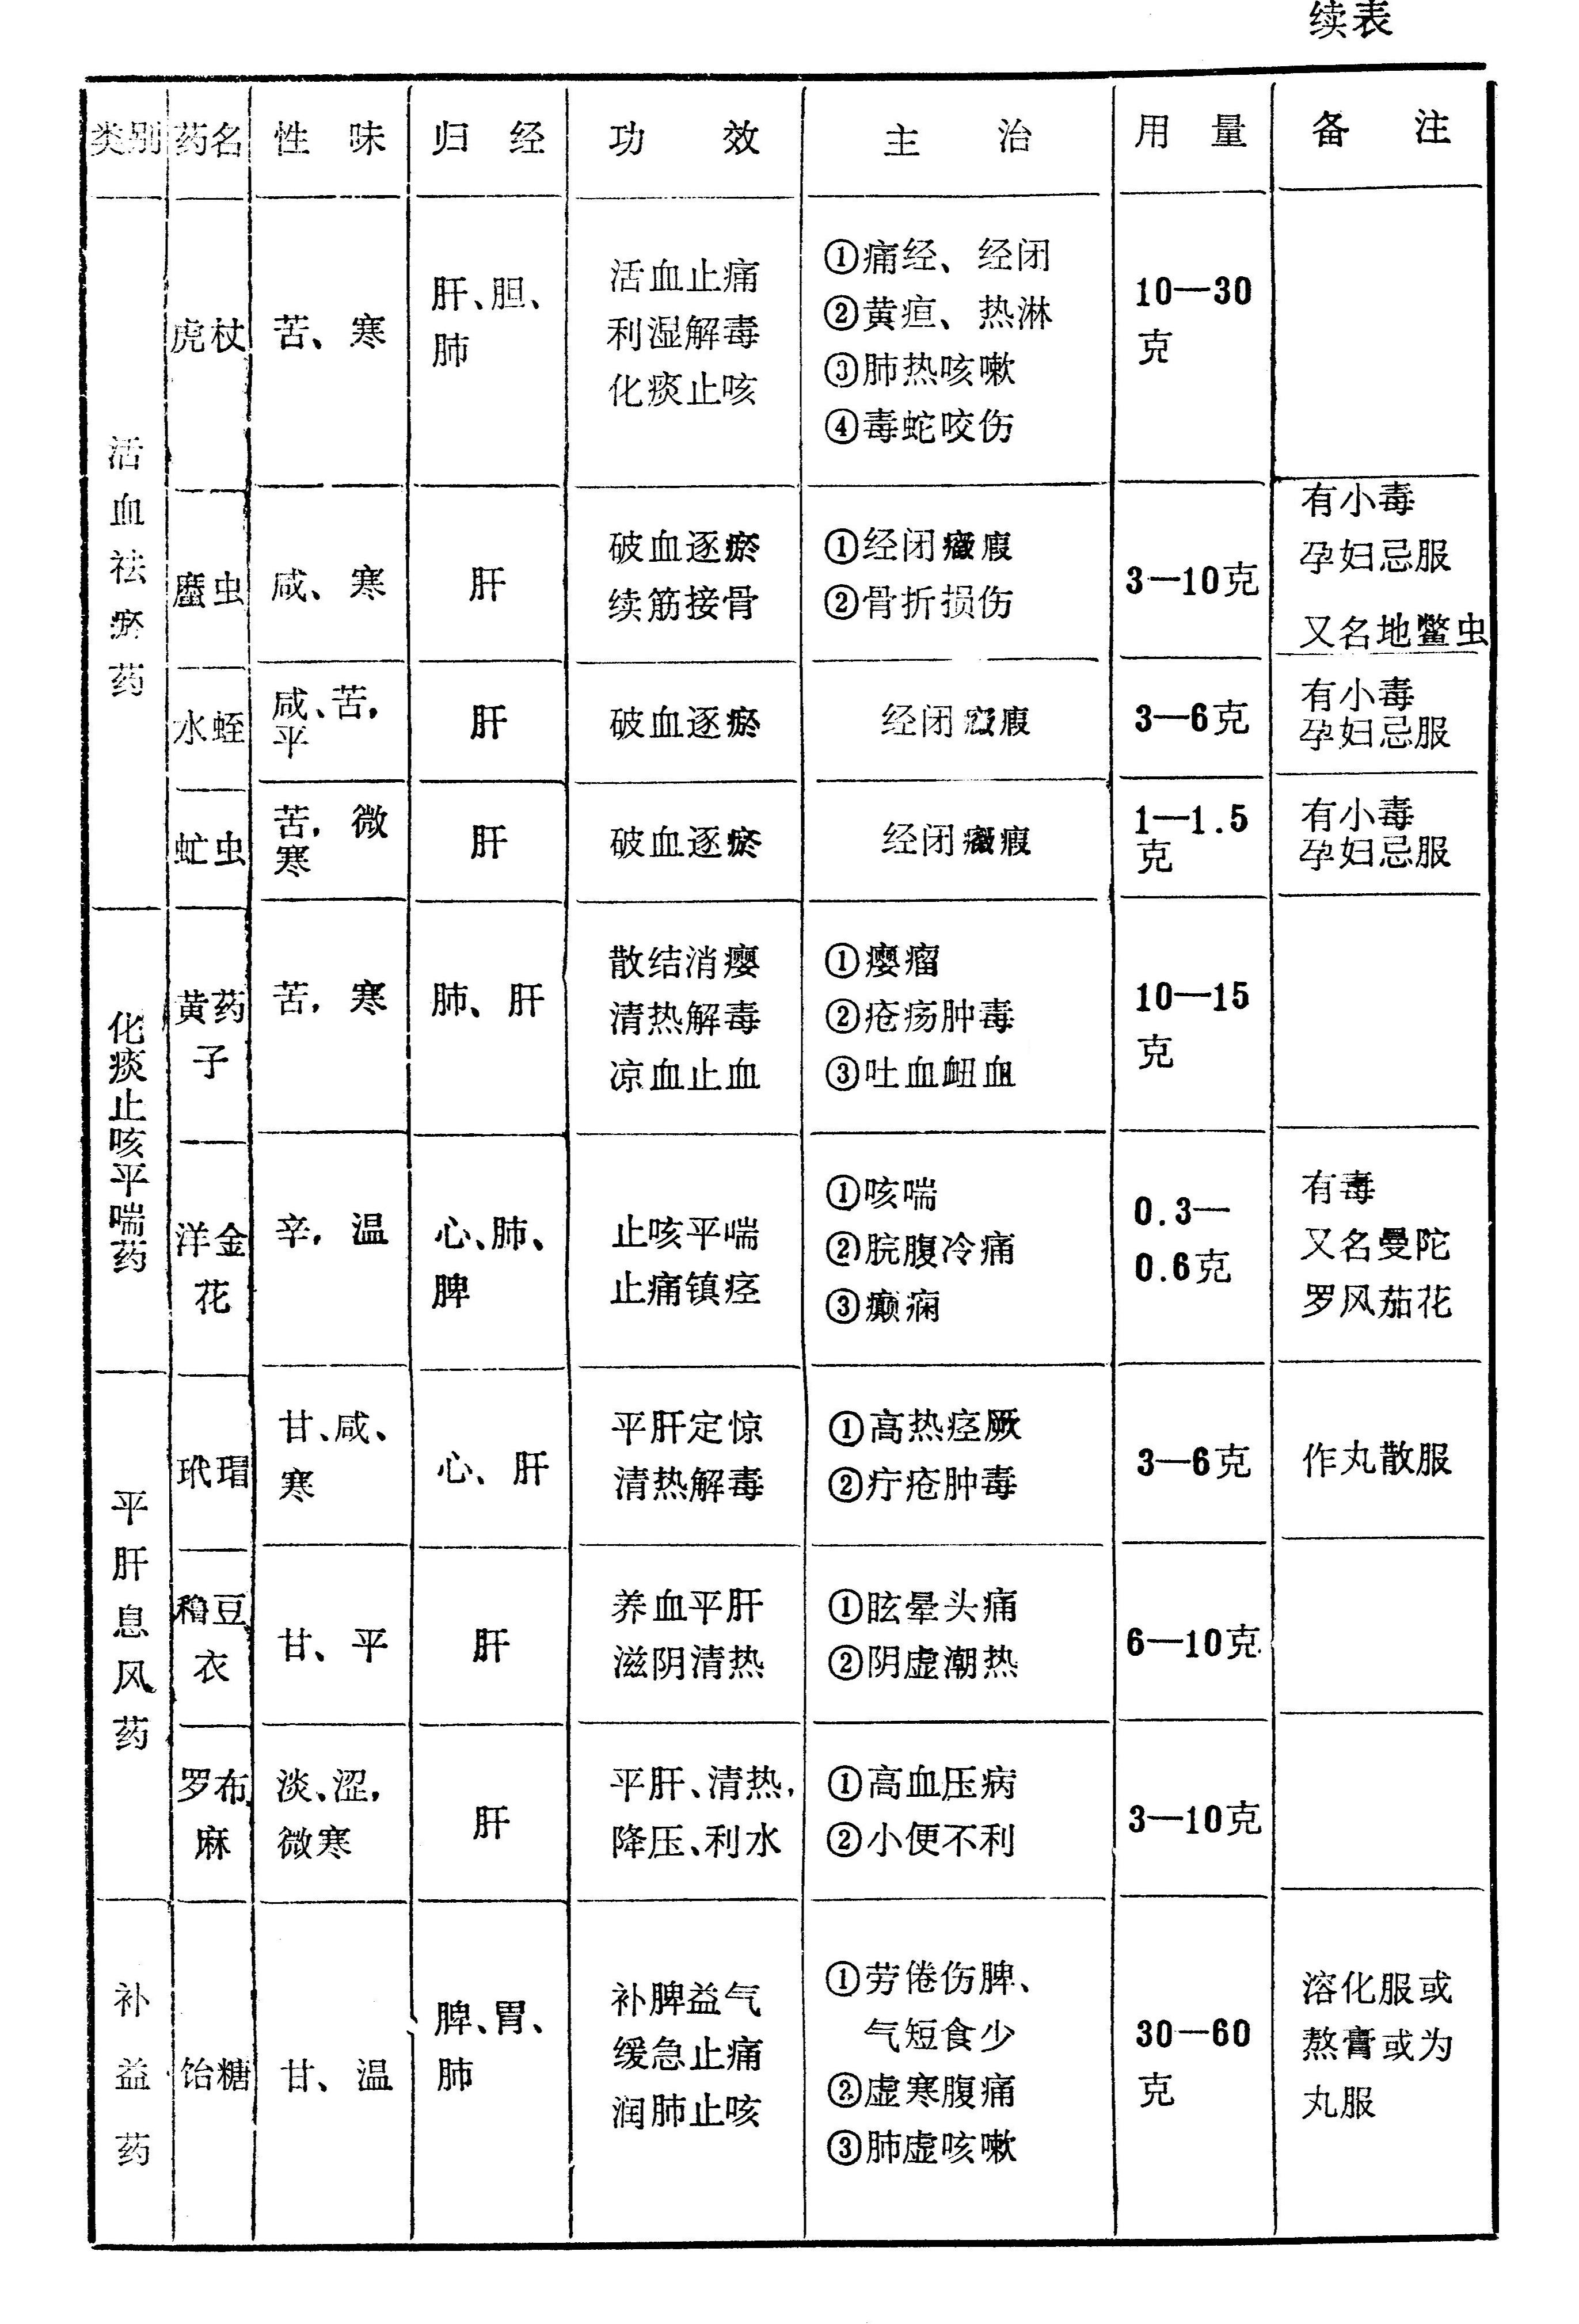 续表
类别 药名 性味 归经 功效 主治 用量 备注
活血祛瘀药
虎杖
苦、寒
肝、胆、
肺
活血止痛
利湿解毒
化痰止咳
①痛经、经闭
②黄疸、热淋
③肺热咳嗽
④毒蛇咬伤
10—30
克
䗪虫
咸、寒
肝
破血逐瘀
续筋接骨
①经闭癥瘕
②骨折损伤
3—10克
有小毒
孕妇忌服
又名地鳖虫
水蛭
咸、苦，
平
肝
破血逐瘀
经闭癥瘕
3—6克
有小毒
孕妇忌服
虻虫
苦，微
寒
肝
破血逐瘀
经闭癥瘕
1—1.5
克
有小毒
孕妇忌服
化痰止咳平喘药
黄药
子
苦，寒
肺、肝
散结消瘿
清热解毒
凉血止血
①瘿瘤
②疮疡肿毒
③吐血衄血
10—15
克
洋金
花
辛，温
心、肺、
脾
止咳平喘
止痛镇痉
①咳喘
②脘腹冷痛
③癫痫
0.3—
0.6克
有毒
又名曼陀
罗风茄花
平肝息风药
玳瑁
甘、咸、
寒
心、肝
平肝定惊
清热解毒
①高热痉厥
②疔疮肿毒
3—6克
作丸散服
穞豆
衣
甘、平
肝
养血平肝
滋阴清热
①眩晕头痛
②阴虚潮热
6—10克
罗布
麻
淡、涩，
微寒
肝
平肝、清热，
降压、利水
①高血压病
②小便不利
3—10克
补益药
饴糖
甘、温
脾、胃、
肺
补脾益气
缓急止痛
润肺止咳
①劳倦伤脾、
气短食少
②虚寒腹痛
③肺虚咳嗽
30—60
克
溶化服或
熬膏或为
丸服